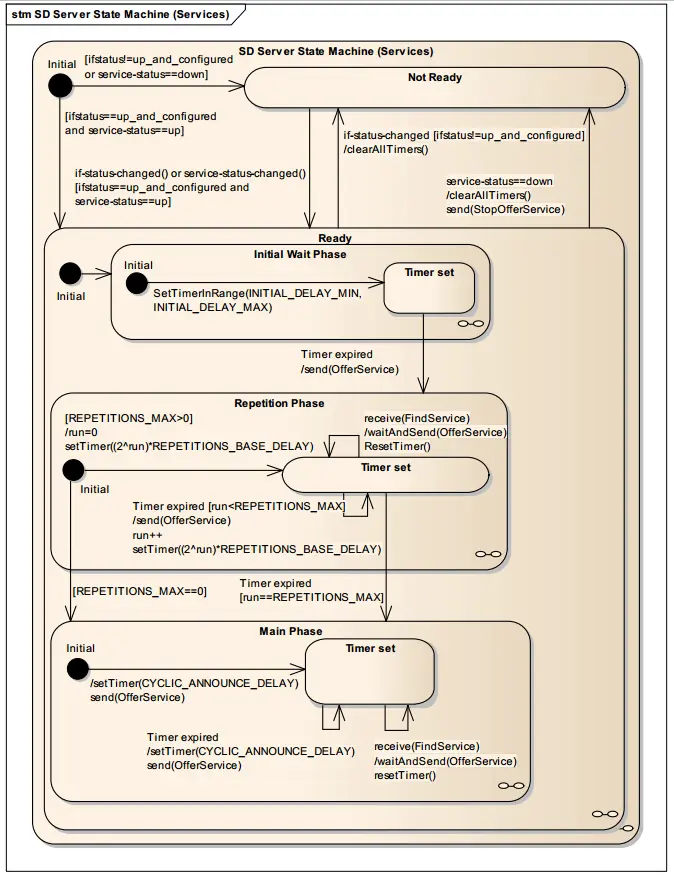 stm SD Server State Machine (Services)
SD Server State Machine (Services)
Initial
[ifstatus!=up_and_configured
or service-status==down]
Not Ready
[ifstatus==up_and_configured
and service-status==up]
if-status-changed [ifstatus!=up_and_configured]
/clearAllTimers()
if-status-changed() or service-status-changed()
[ifstatus==up_and_configured and
service-status==up]
service-status==down
/clearAllTimers()
send(StopOfferService)
Ready
Initial
Initial Wait Phase
Initial
SetTimerInRange(INITIAL_DELAY_MIN,
INITIAL_DELAY_MAX)
Timer set
Timer expired
/send(OfferService)
Repetition Phase
[REPETITIONS_MAX>0]
/run=0
setTimer((2^run)*REPETITIONS_BASE_DELAY)
receive(FindService)
/waitAndSend(OfferService)
ResetTimer()
Initial
Timer set
Timer expired [run<REPETITIONS_MAX]
/send(OfferService)
run++
setTimer((2^run)*REPETITIONS_BASE_DELAY)
[REPETITIONS_MAX==0]
Timer expired
[run==REPETITIONS_MAX]
Main Phase
Initial
/setTimer(CYCLIC_ANNOUNCE_DELAY)
send(OfferService)
Timer set
Timer expired
/setTimer(CYCLIC_ANNOUNCE_DELAY)
send(OfferService)
receive(FindService)
/waitAndSend(OfferService)
resetTimer()